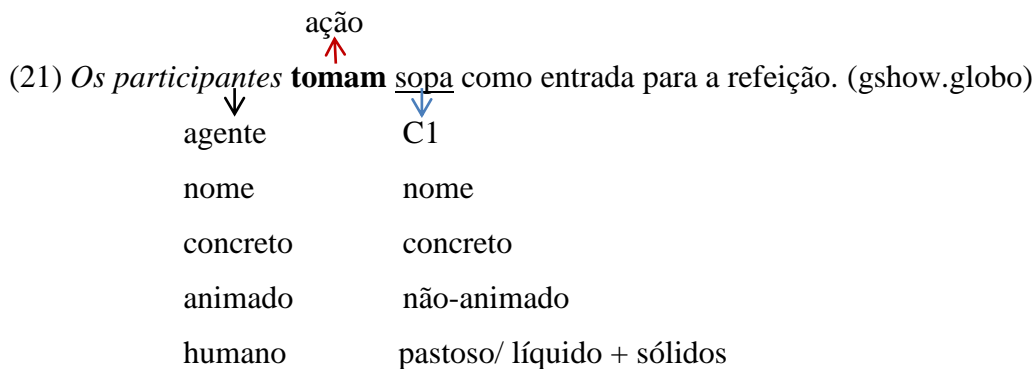 ação
(21) Os participantes tomam sopa como entrada para a refeição. (gshow.globo)
agente C1
nome nome
concreto concreto
animado não-animado
humano pastoso/ líquido + sólidos